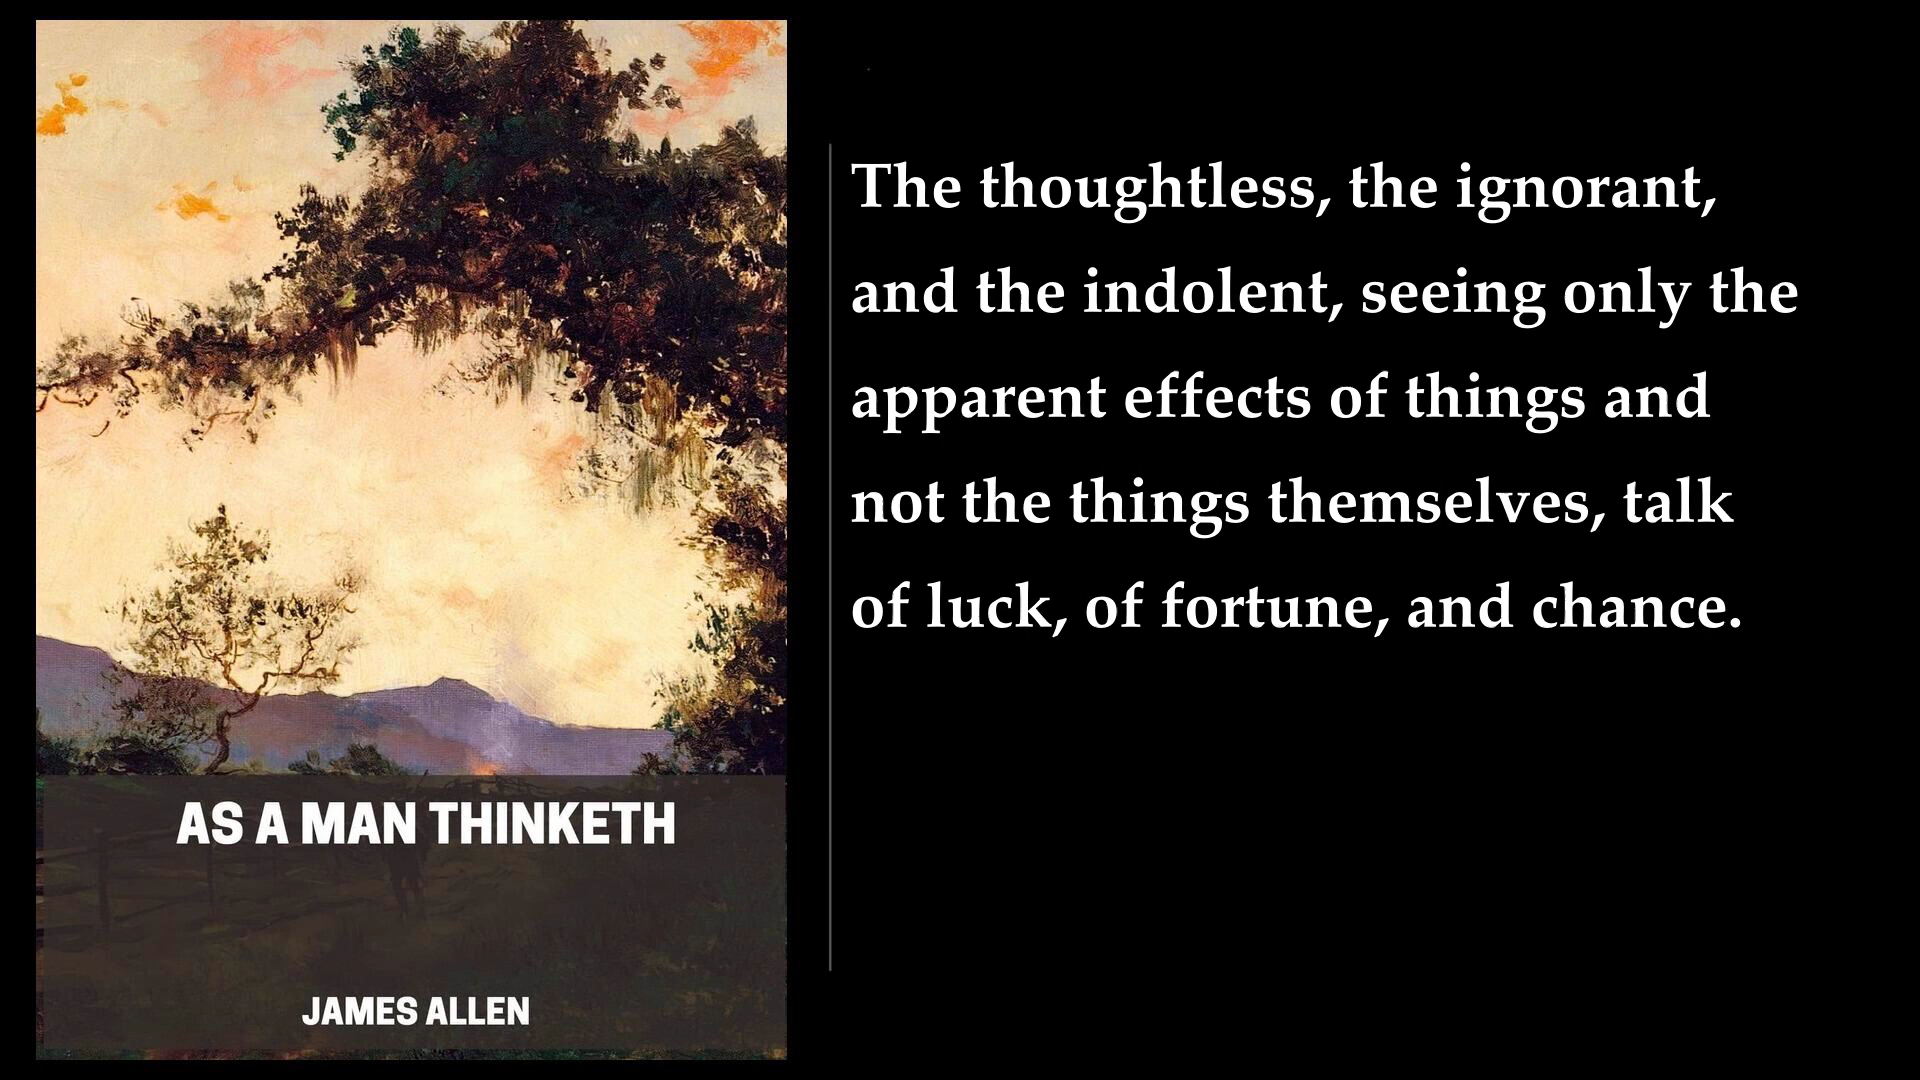 AS A MAN THINKETH
JAMES ALLEN
The thoughtless, the ignorant,
and the indolent, seeing only the
apparent effects of things and
not the things themselves, talk
of luck, of fortune, and chance.